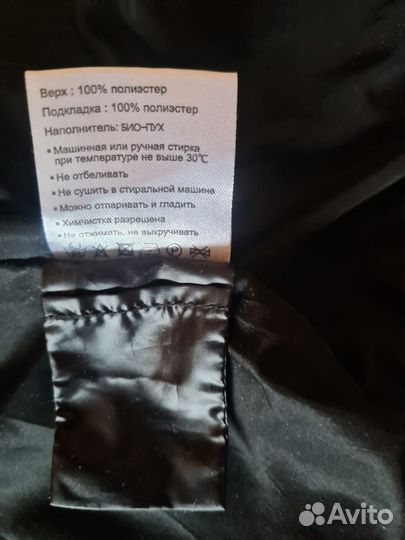 Верх : 100% полиэстер
Подкладка : 100% полиэстер
Наполнитель: БИО-ПУХ
• Машинная или ручная стирка
при температуре не выше 30℃
• Не отбеливать
• Не сушить в стиральной машине
• Можно отпаривать и гладить
• Химчистка разрешена
• Не отжимать, не выкручивать
Avito